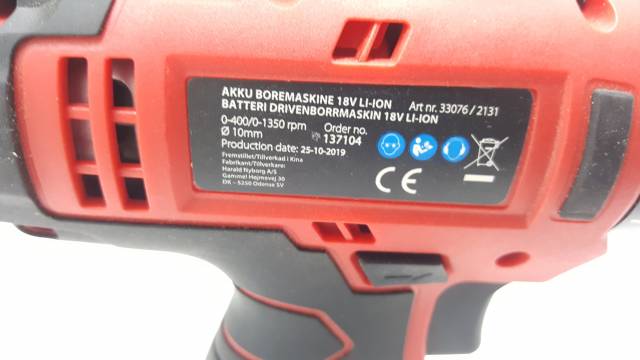 AKKU BOREMASKINE 18V LI-ION Art nr. 33076/2131
BATTERI DRIVENBORRMASKIN 18V LI-ION
0-400/0-1350 rpm Order no.
Ø 10mm 137104
Production date: 25-10-2019
Fremstillet/Tillverkad i Kina
Fabrikant/Tillverkare:
Harald Nyborg A/S
Gammel Højmevej 30
DK - 5250 Odense SV
CE